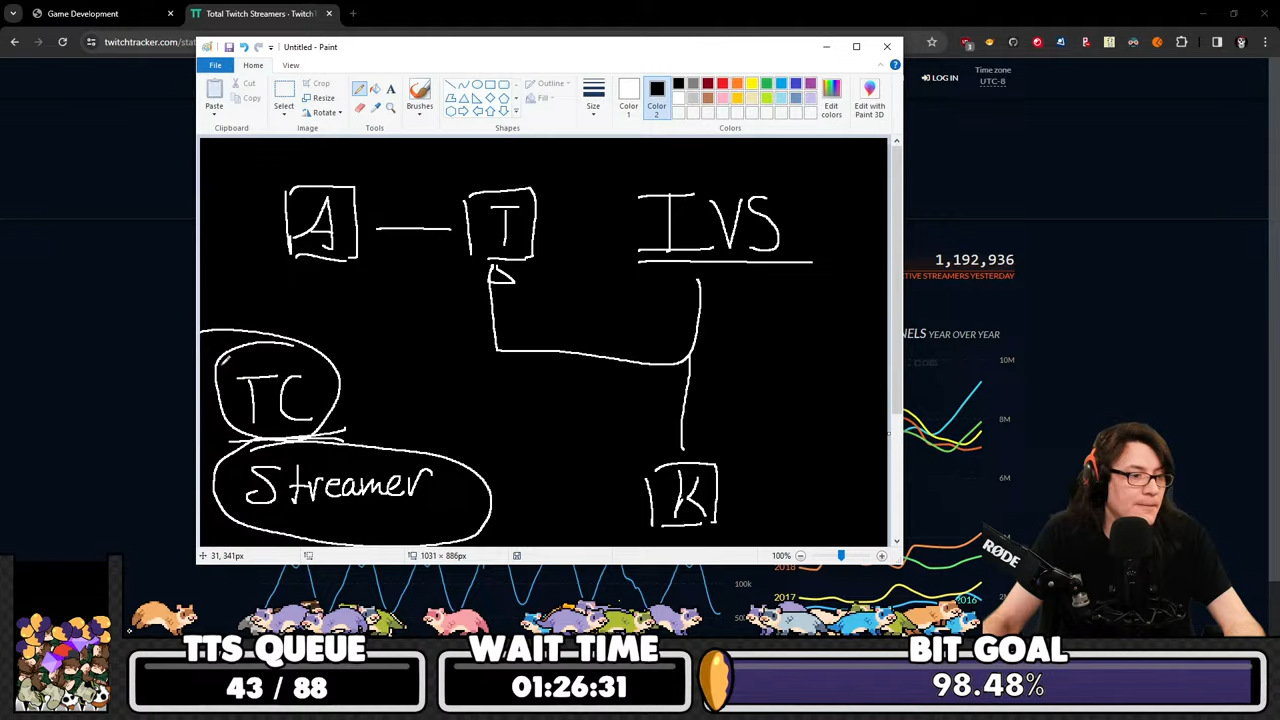 Game Development
Total Twitch Streamers · Twitch
twitchtracker.com/stat
Untitled - Paint
File
Home
View
Paste
Cut
Copy
Clipboard
Select
Crop
Resize
Rotate
Image
Tools
Brushes
Shapes
Outline
Fill
Size
Color 1
Color 2
Edit colors
Colors
Edit with Paint 3D
LOG IN
Time zone
UTC-8
A
T
IVS
TC
Streamer
K
1,192,936
ACTIVE STREAMERS THIS YEAR
YEAR OVER YEAR
10M
8M
6M
2018
2017
2016
100k
31, 341px
1031 × 886px
100%
RØDE
TTS QUEUE
43 / 88
WAIT TIME
01:26:31
BIT GOAL
98.48%